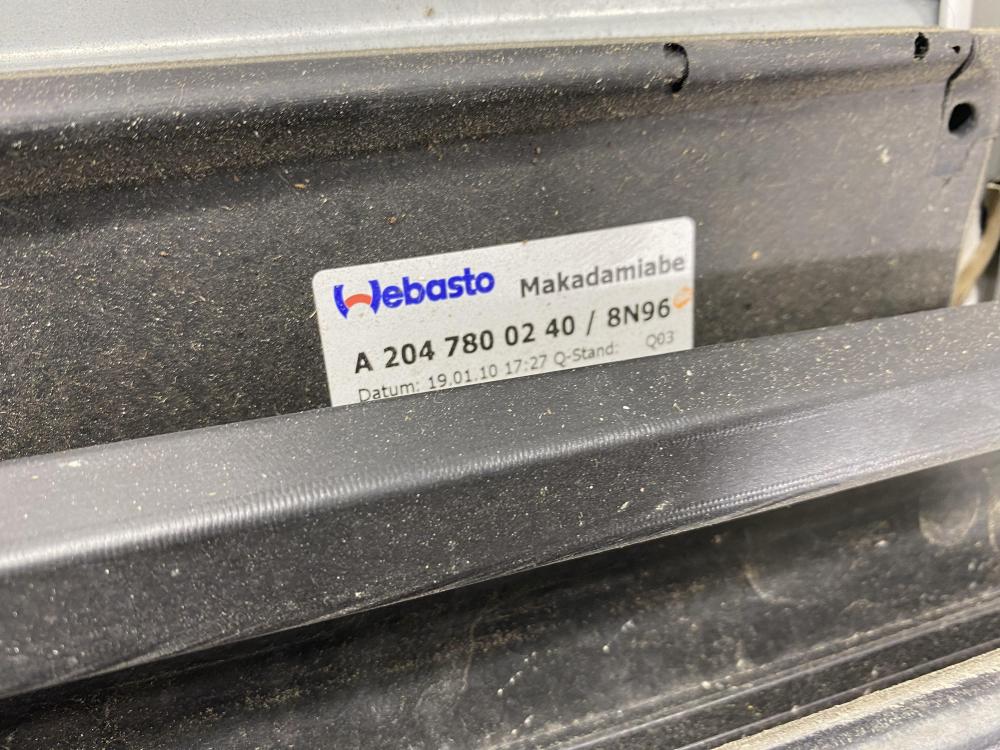 Webasto Makadamiabe
A 204 780 02 40 / 8N96
Datum: 19.01.10 17:27 Q-Stand: Q03